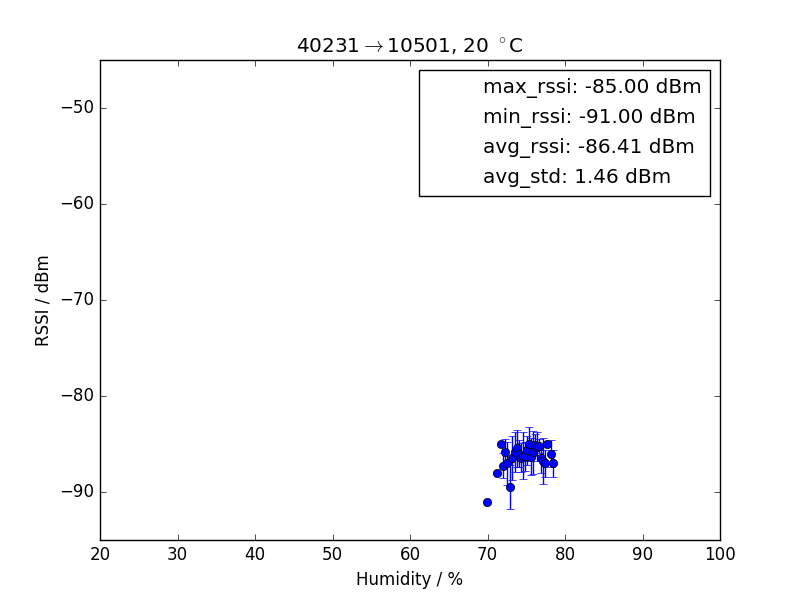 40231→10501, 20 °C
max_rssi: -85.00 dBm
min_rssi: -91.00 dBm
avg_rssi: -86.41 dBm
avg_std: 1.46 dBm
−50
−60
−70
−80
−90
RSSI / dBm
20 30 40 50 60 70 80 90 100
Humidity / %